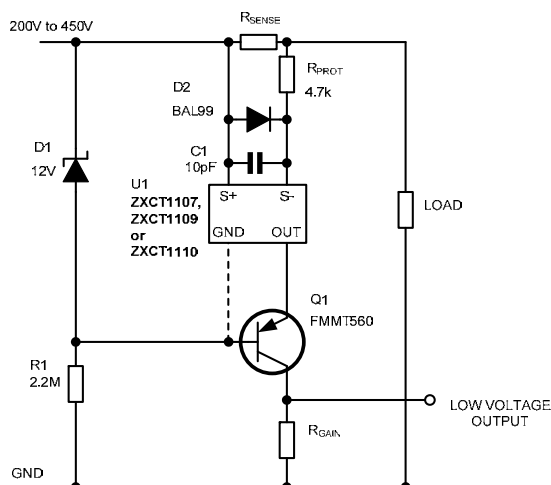 200V to 450V
RSENSE
RPROT
4.7k
D2
BAL99
D1
12V
C1
10pF
U1
ZXCT1107,
ZXCT1109
or
ZXCT1110
S+ S-
GND OUT
LOAD
Q1
FMMT560
R1
2.2M
LOW VOLTAGE
OUTPUT
RGAIN
GND